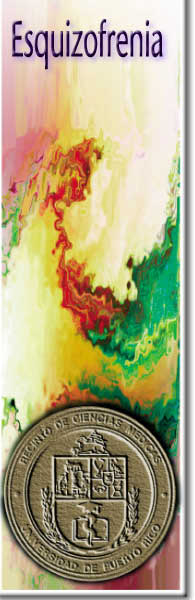 Esquizofrenia
RECINTO DE CIENCIAS MEDICAS
UNIVERSIDAD DE PUERTO RICO